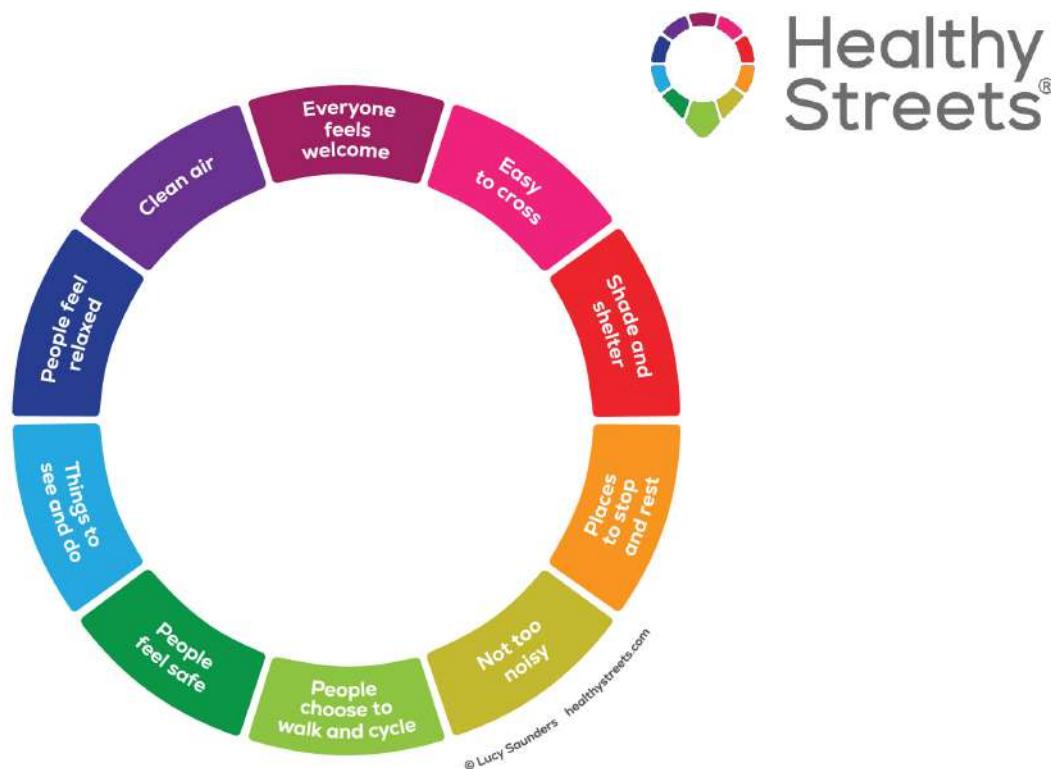 Healthy
Streets®
Everyone
feels
welcome
Easy
to cross
Shade and
shelter
Places
to stop
and rest
Not too
noisy
People
choose to
walk and cycle
People
feel safe
Things to
see and do
People feel
relaxed
Clean air
© Lucy Saunders healthystreets.com